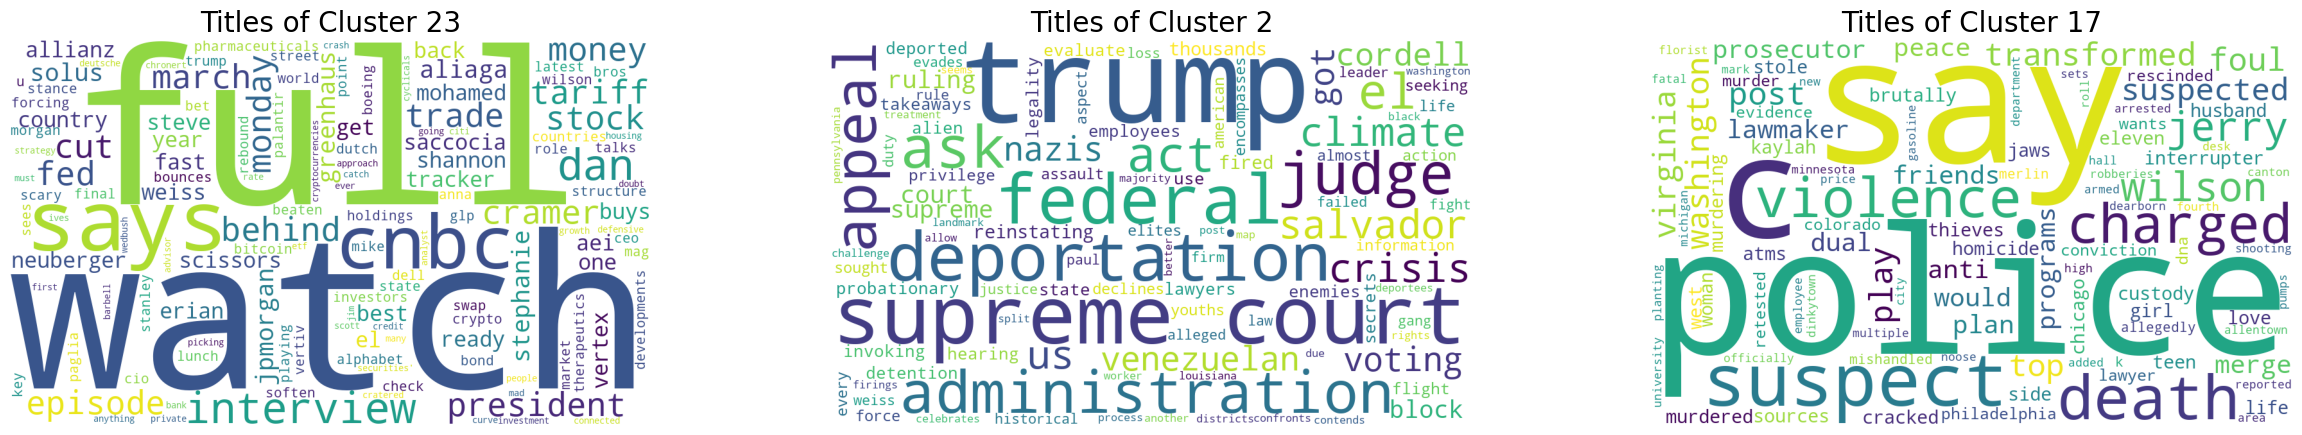 Titles of Cluster 23
allianz
pharmaceuticals
crash
back
money
deutsche
chronert
trump
street
cyclicals
latest
bros
solus
march
monday
world
greenhaus
point
boeing
aliaga
wilson
u
stance
full
mohamed
tariff
forcing
bet
palantir
trade
stock
country
steve
rebound
get
going
citi
countries
housing
morgan
cut
year
cryptocurrencies
dutch
saccocia
role
talks
strategy
fed
fast
rate
approach
shannon
dan
must
bounces
catch
ever
tracker
structure
doubt
scary
final
weiss
beaten
anna
says
holdings
glp
cramer
buys
sees
ives
wedbush
behind
cnbc
mike
aei
ceo
neuberger
scissors
bitcoin
etf
analyst
growth
defensive
one
mag
advisor
erian
jpmorgan
dell
state
stephanie
first
barbell
stanley
investors
swap
crypto
vertex
developments
watch
picking
playing
vertiv
jim
best
scott
credit
ready
market
therapeutics
key
paglia
lunch
el
many
bond
cio
alphabet
securities'
people
episode
bank
soften
check
cratered
mad
president
anything
private
interview
curve
investment
connected
Titles of Cluster 2
deported
evaluate
loss
thousands
cordell
evades
seems
trump
got
leader
washington
ruling
legality
aspect
american
encompasses
el
seeking
rule
takeaways
life
treatment
employees
black
appeal
alien
ask
nazis
act
climate
duty
fired
almost
action
pennsylvania
privilege
assault
majority
use
alleged
judge
court
federal
failed
fight
supreme
landmark
post
map
salvador
allow
reinstating
elites
information
challenge
deportation
paul
better
firm
crisis
sought
probationary
justice
state
declines
lawyers
enemies
secrets
deportees
supreme court
split
youths
law
gang
rights
invoking
hearing
us
venezuelan
due
voting
detention
worker
louisiana
every
firings
administration
flight
weiss
block
force
celebrates
historical
process
another
districts
confronts
contends
Titles of Cluster 17
florist
prosecutor
peace
transformed
foul
fatal
mark
stole
say
sets
rescinded
murder
new
department
roll
suspected
virginia
washington
post
brutally
gasoline
arrested
husband
evidence
wants
jerry
lawmaker
eleven
desk
murdering
kaylah
jaws
hall
interrupter
c
minnesota
friends
merlin
robberies
canton
michigan
price
violence
armed
wilson
colorado
programs
dearborn
fourth
thieves
charged
dual
homicide
dna
west
woman
atms
conviction
shooting
police
play
anti
high
planting
retested
employee
dinkytown
city
would
chicago
custody
pumps
plan
girl
love
multiple
allegedly
allentown
university
officially
mishandled
noose
top
added
k
teen
merge
suspect
side
lawyer
reported
death
life
murdered
sources
cracked
philadelphia
area